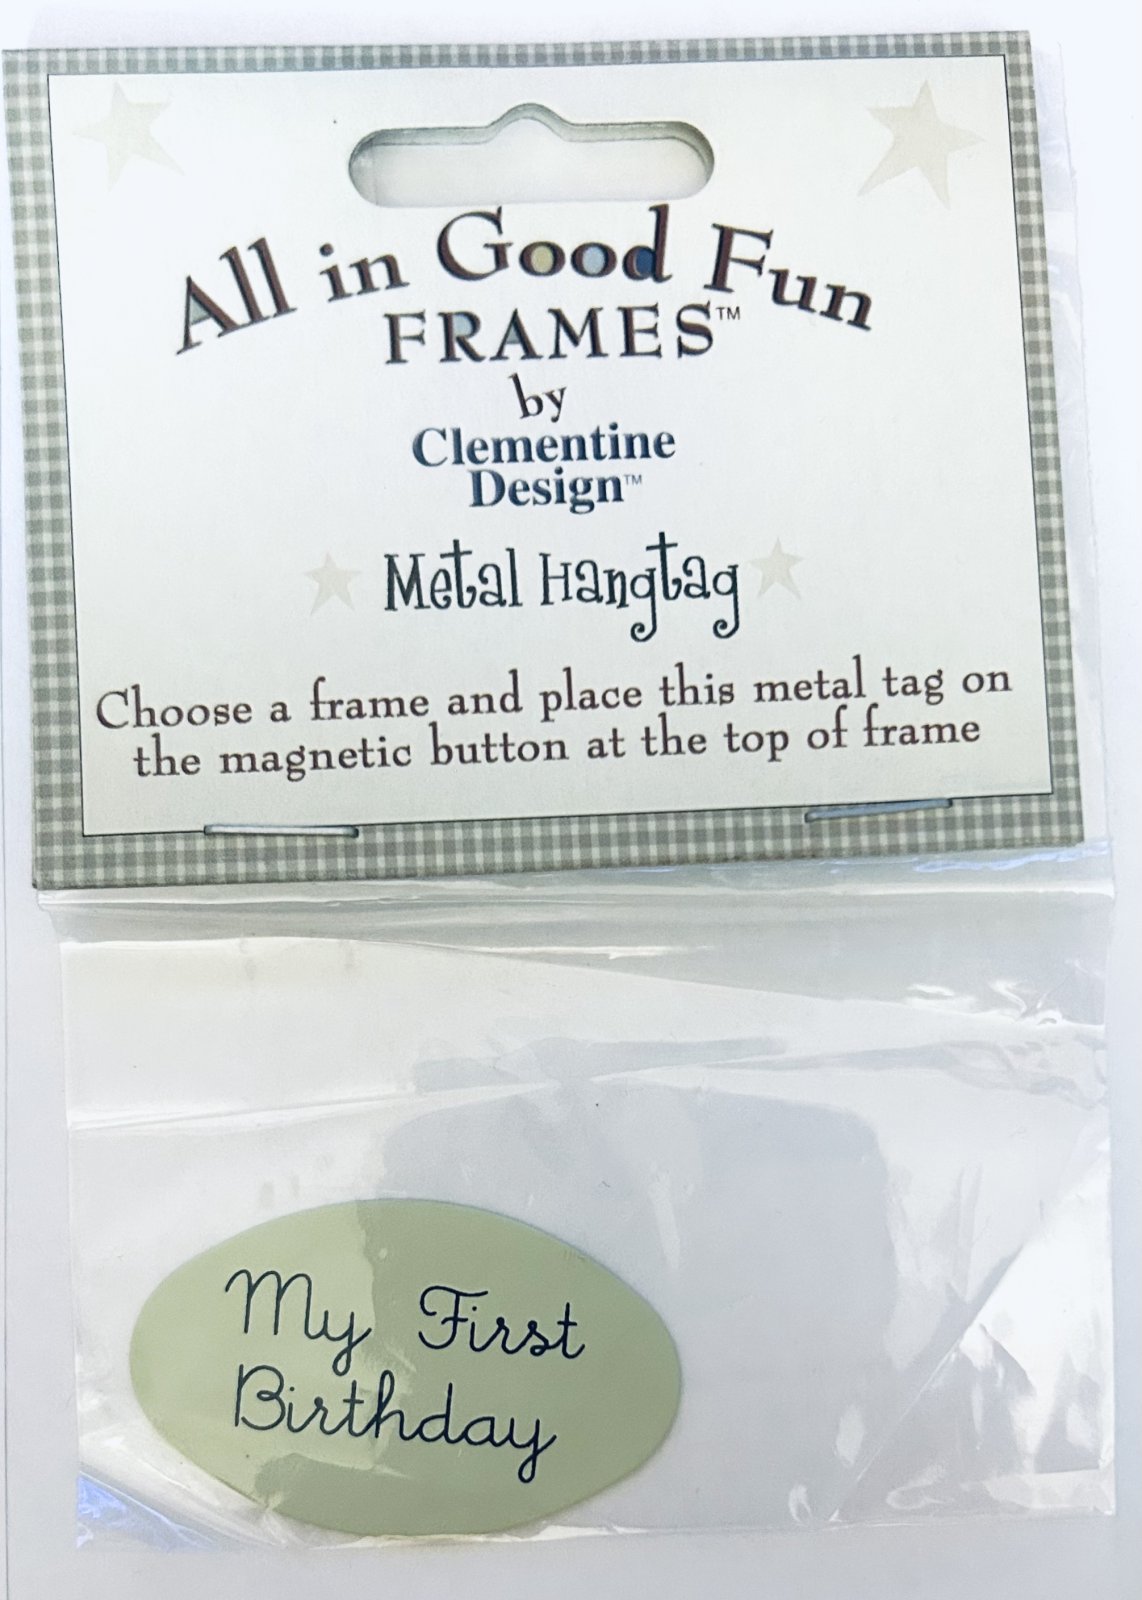 All in Good Fun
FRAMES™
by
Clementine
Design™
Metal Hangtag
Choose a frame and place this metal tag on
the magnetic button at the top of frame
My First
Birthday